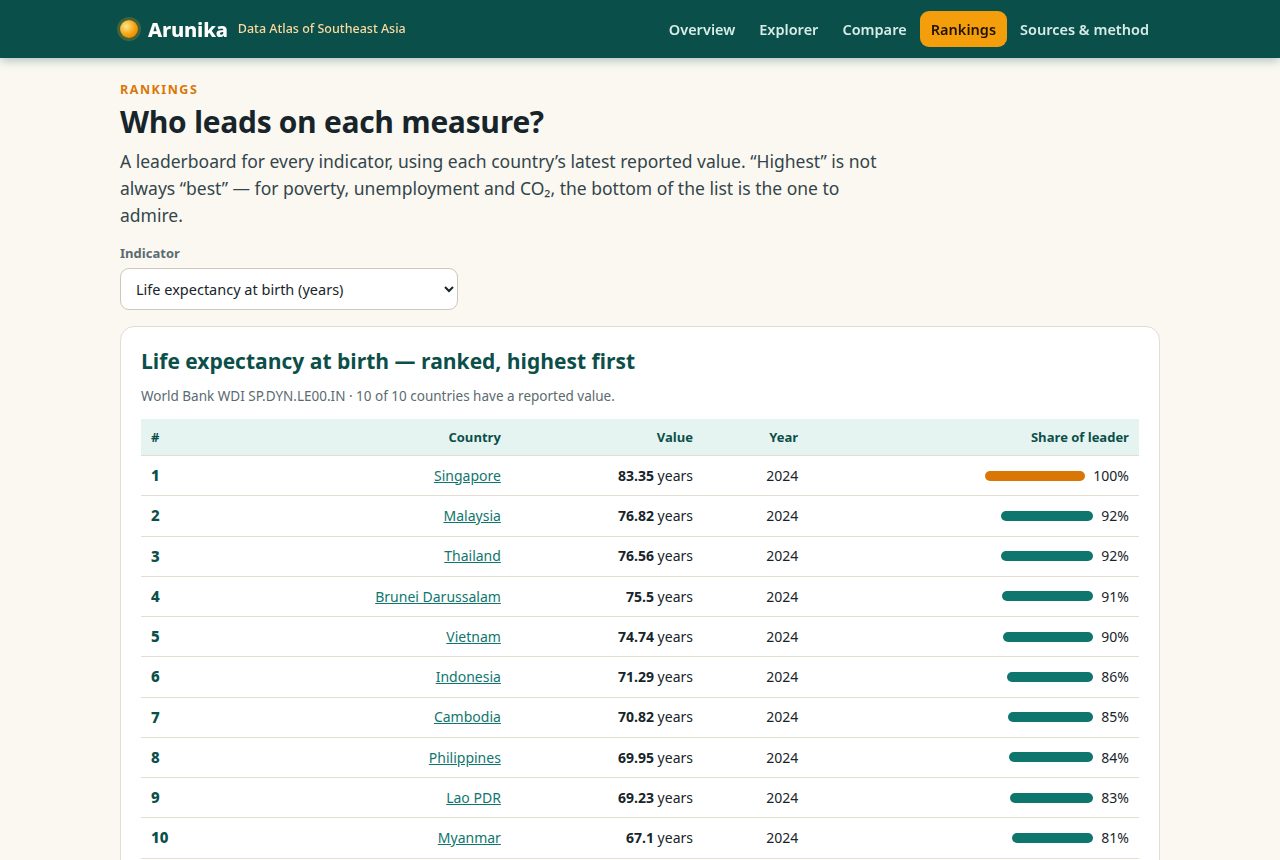 Arunika Data Atlas of Southeast Asia Overview Explorer Compare Rankings Sources & method
RANKINGS
Who leads on each measure?
A leaderboard for every indicator, using each country’s latest reported value. “Highest” is not
always “best” — for poverty, unemployment and CO₂, the bottom of the list is the one to
admire.
Indicator
Life expectancy at birth (years)
Life expectancy at birth — ranked, highest first
World Bank WDI SP.DYN.LE00.IN · 10 of 10 countries have a reported value.
# Country Value Year Share of leader
1 Singapore 83.35 years 2024 100%
2 Malaysia 76.82 years 2024 92%
3 Thailand 76.56 years 2024 92%
4 Brunei Darussalam 75.5 years 2024 91%
5 Vietnam 74.74 years 2024 90%
6 Indonesia 71.29 years 2024 86%
7 Cambodia 70.82 years 2024 85%
8 Philippines 69.95 years 2024 84%
9 Lao PDR 69.23 years 2024 83%
10 Myanmar 67.1 years 2024 81%